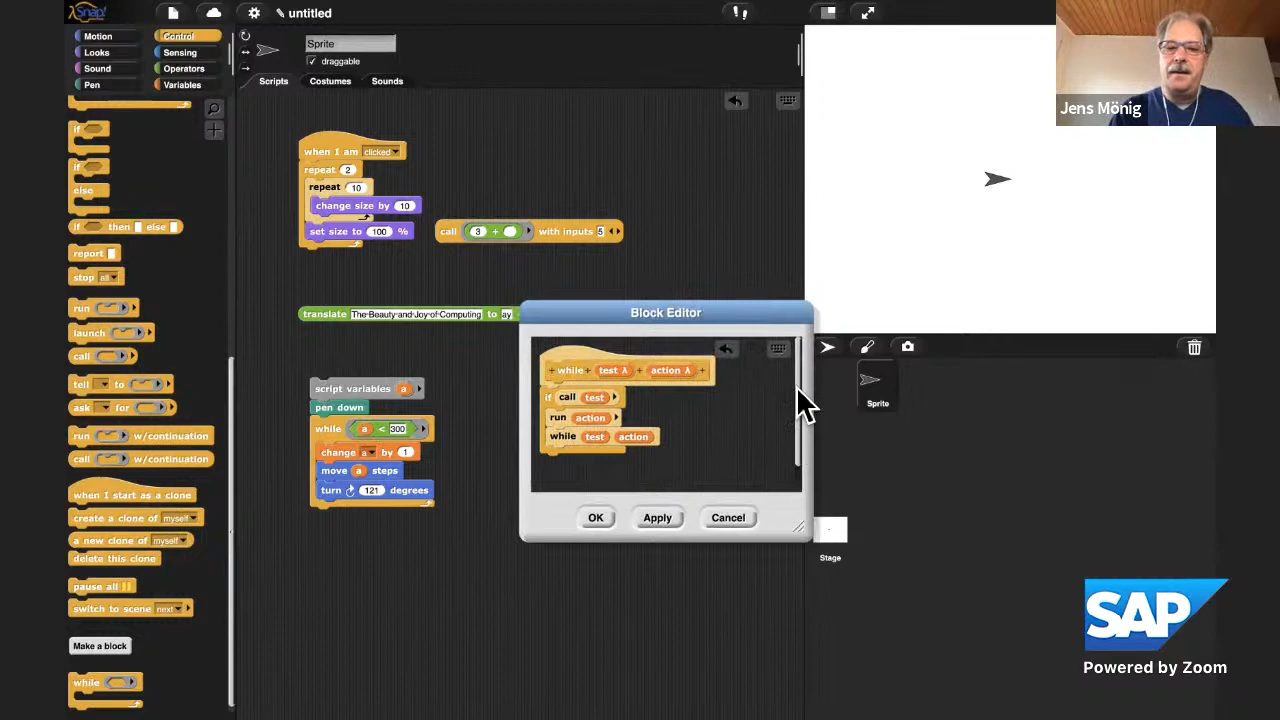 Snap!
untitled
Motion
Control
Looks
Sensing
Sound
Operators
Pen
Variables
if
if
else
if then else
report
stop all
run
launch
call
tell to
ask for
run w/continuation
call w/continuation
when I start as a clone
create a clone of myself
a new clone of myself
delete this clone
pause all
switch to scene next
Make a block
while
Sprite
draggable
Scripts Costumes Sounds
when I am clicked
repeat 2
repeat 10
change size by 10
set size to 100 %
call 3 + with inputs 5
translate The Beauty and Joy of Computing to ay
script variables a
pen down
while a < 300
change a by 1
move a steps
turn 121 degrees
Block Editor
+ while + test λ + action λ +
if call test
run action
while test action
OK Apply Cancel
Sprite
Stage
Jens Mönig
SAP
Powered by Zoom